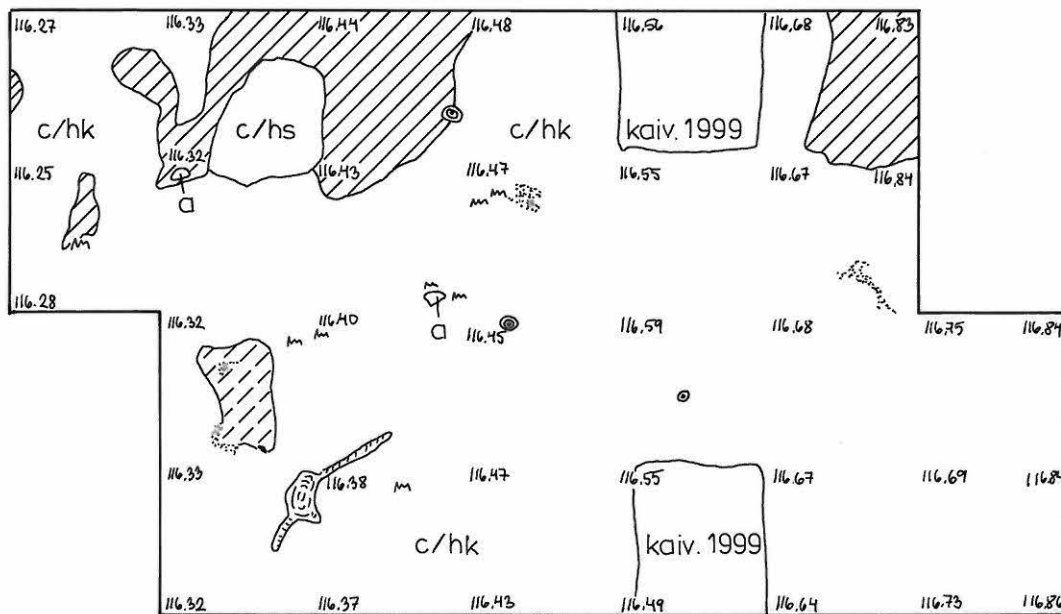 116.27 116.33 116.44 116.48 116.56 116.68 116.83
c/hk c/hs c/hk kaiv. 1999
116.32
116.25 116.43 116.47 116.55 116.67 116.84
m m
a
m
116.28
m m
a
116.32 116.40 116.45 116.59 116.68 116.75 116.84
m m
116.33 116.38 m 116.47 116.55 116.67 116.69 116.84
c/hk kaiv. 1999
116.32 116.37 116.43 116.49 116.64 116.73 116.86